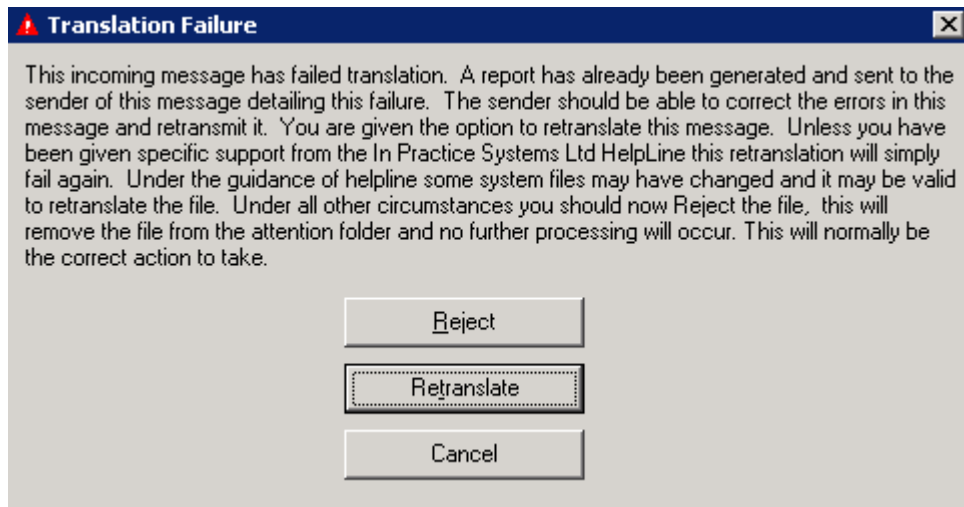 Translation Failure
This incoming message has failed translation.  A report has already been generated and sent to the
sender of this message detailing this failure.  The sender should be able to correct the errors in this
message and retransmit it.  You are given the option to retranslate this message.  Unless you have
been given specific support from the In Practice Systems Ltd HelpLine this retranslation will simply
fail again.  Under the guidance of helpline some system files may have changed and it may be valid
to retranslate the file.  Under all other circumstances you should now Reject the file,  this will
remove the file from the attention folder and no further processing will occur. This will normally be
the correct action to take.
Reject
Retranslate
Cancel